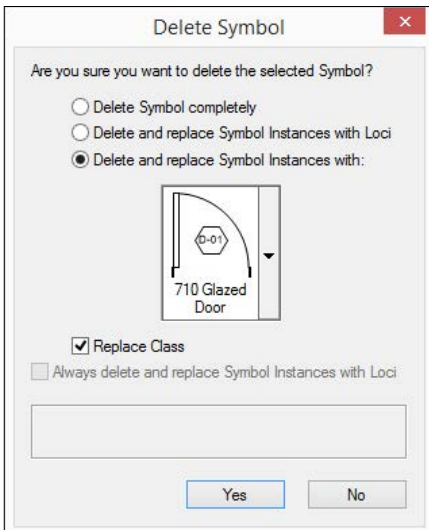 Delete Symbol
Are you sure you want to delete the selected Symbol?
Delete Symbol completely
Delete and replace Symbol Instances with Loci
Delete and replace Symbol Instances with:
D-01
710 Glazed
Door
Replace Class
Always delete and replace Symbol Instances with Loci
Yes
No